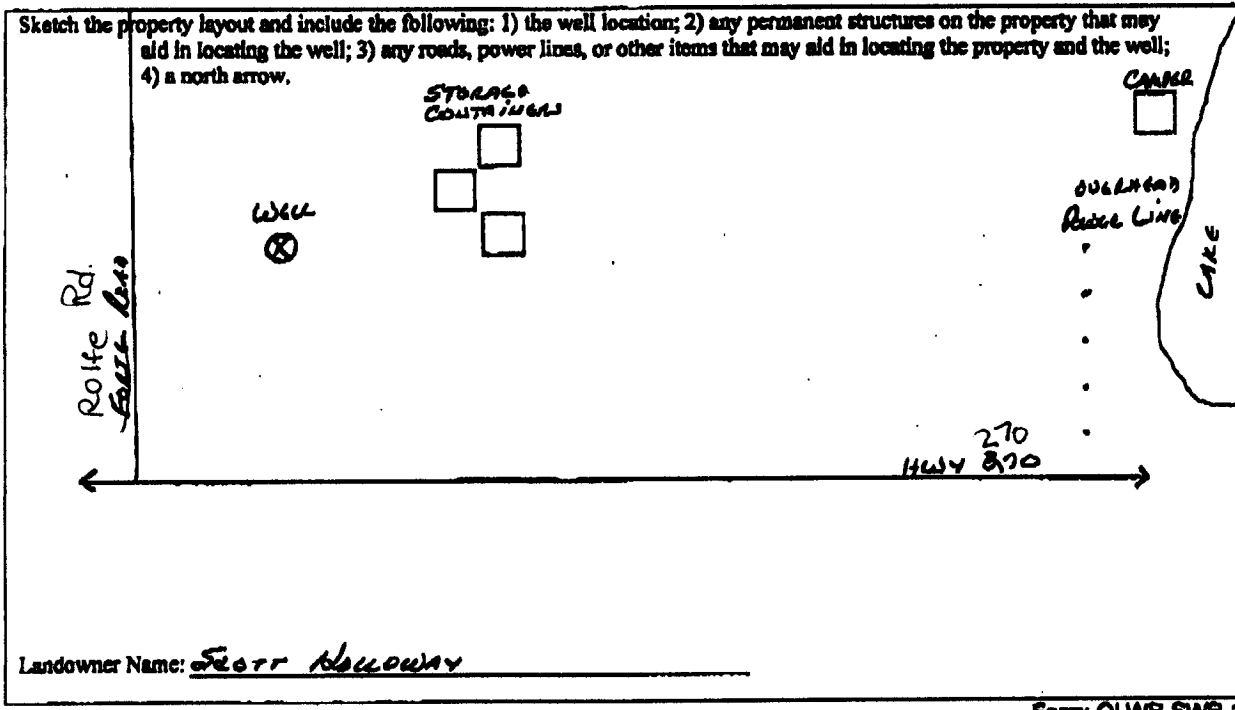 Sketch the property layout and include the following: 1) the well location; 2) any permanent structures on the property that may
aid in locating the well; 3) any roads, power lines, or other items that may aid in locating the property and the well;
4) a north arrow.
STORAGE
CONTAINERS
CAMPER
WELL
X
OVERHEAD
POWER LINE
LAKE
Rolfe Rd.
270
HWY 270
Landowner Name: SCOTT HOLLOWAY